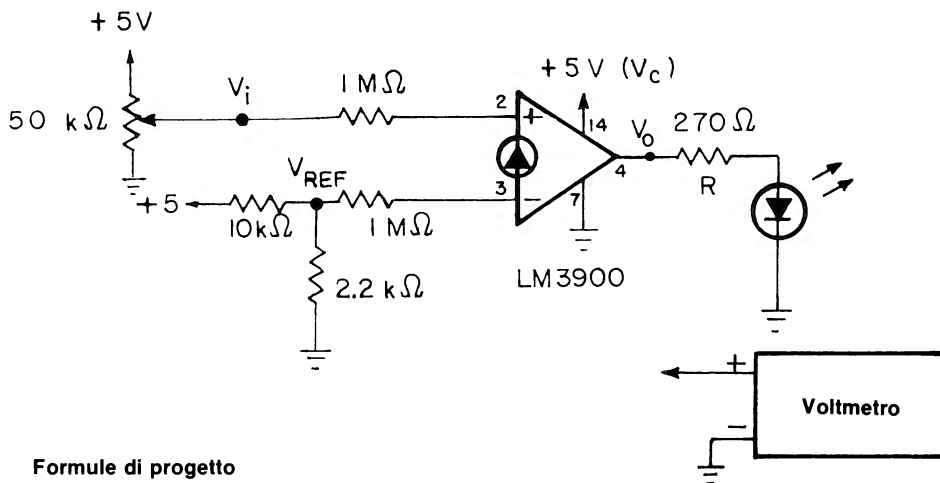 + 5V
50 kΩ
Vi
1 MΩ
2
+
+ 5 V (Vc)
14
Vo
270 Ω
R
4
7
3
–
VREF
+5
10kΩ
1 MΩ
2.2 kΩ
LM3900
+
–
Voltmetro
Formule di progetto